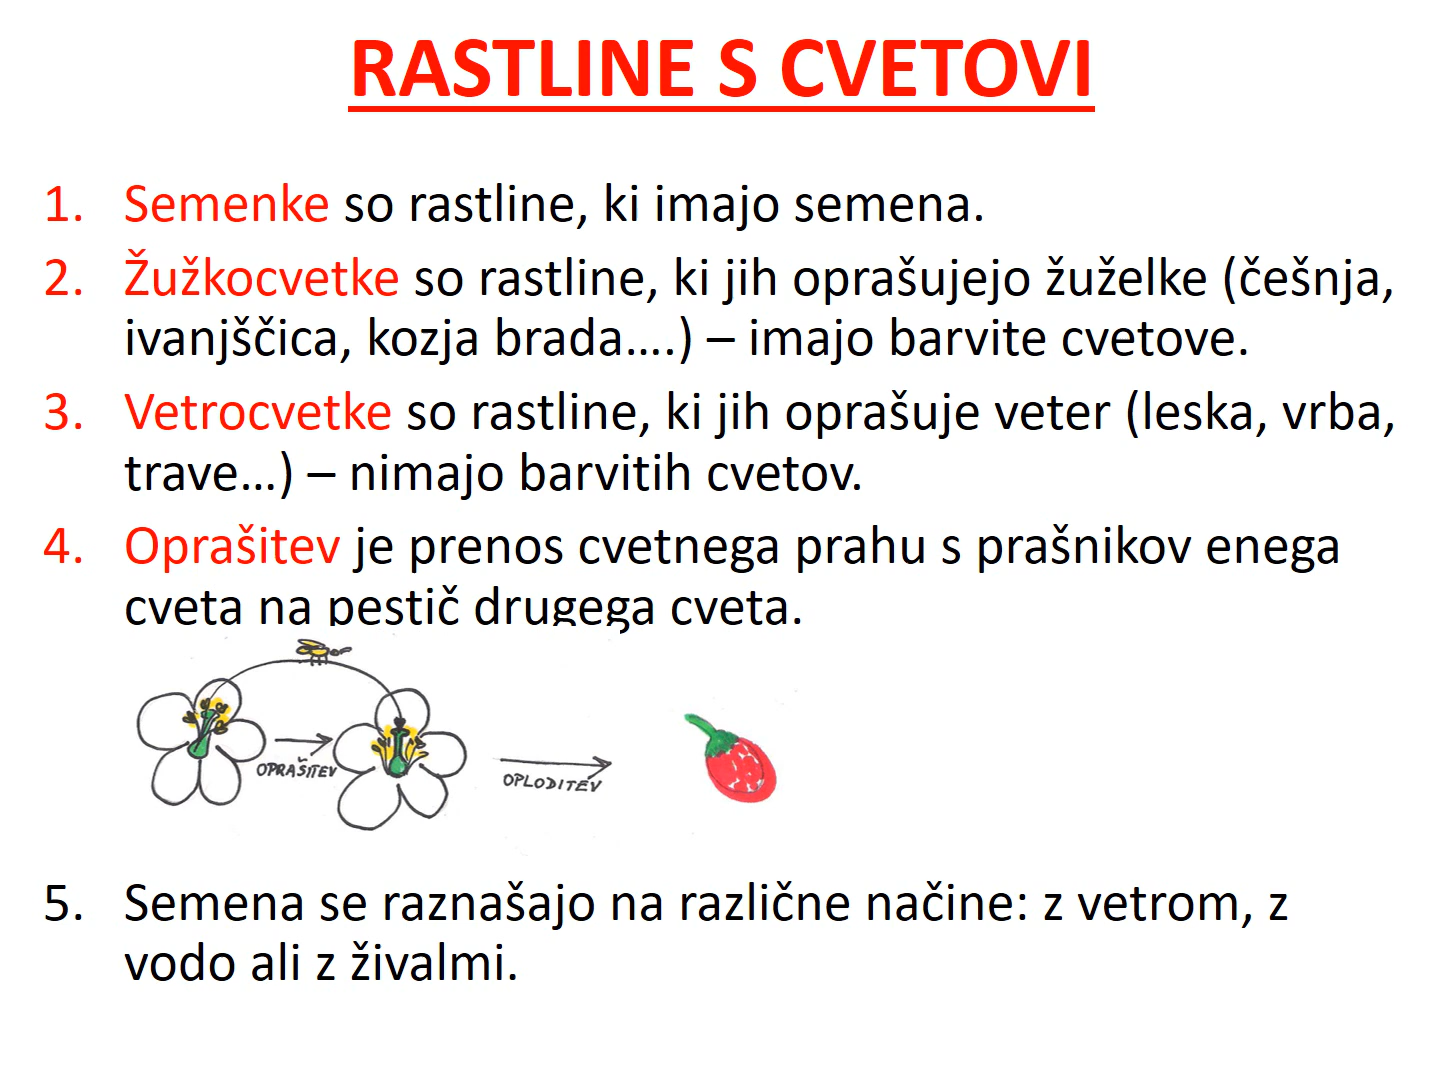 RASTLINE S CVETOVI
1. Semenke so rastline, ki imajo semena.
2. Žužkocvetke so rastline, ki jih oprašujejo žuželke (češnja,
ivanjščica, kozja brada….) – imajo barvite cvetove.
3. Vetrocvetke so rastline, ki jih oprašuje veter (leska, vrba,
trave…) – nimajo barvitih cvetov.
4. Oprašitev je prenos cvetnega prahu s prašnikov enega
cveta na pestič drugega cveta.
OPRAŠITEV
OPLODITEV
5. Semena se raznašajo na različne načine: z vetrom, z
vodo ali z živalmi.